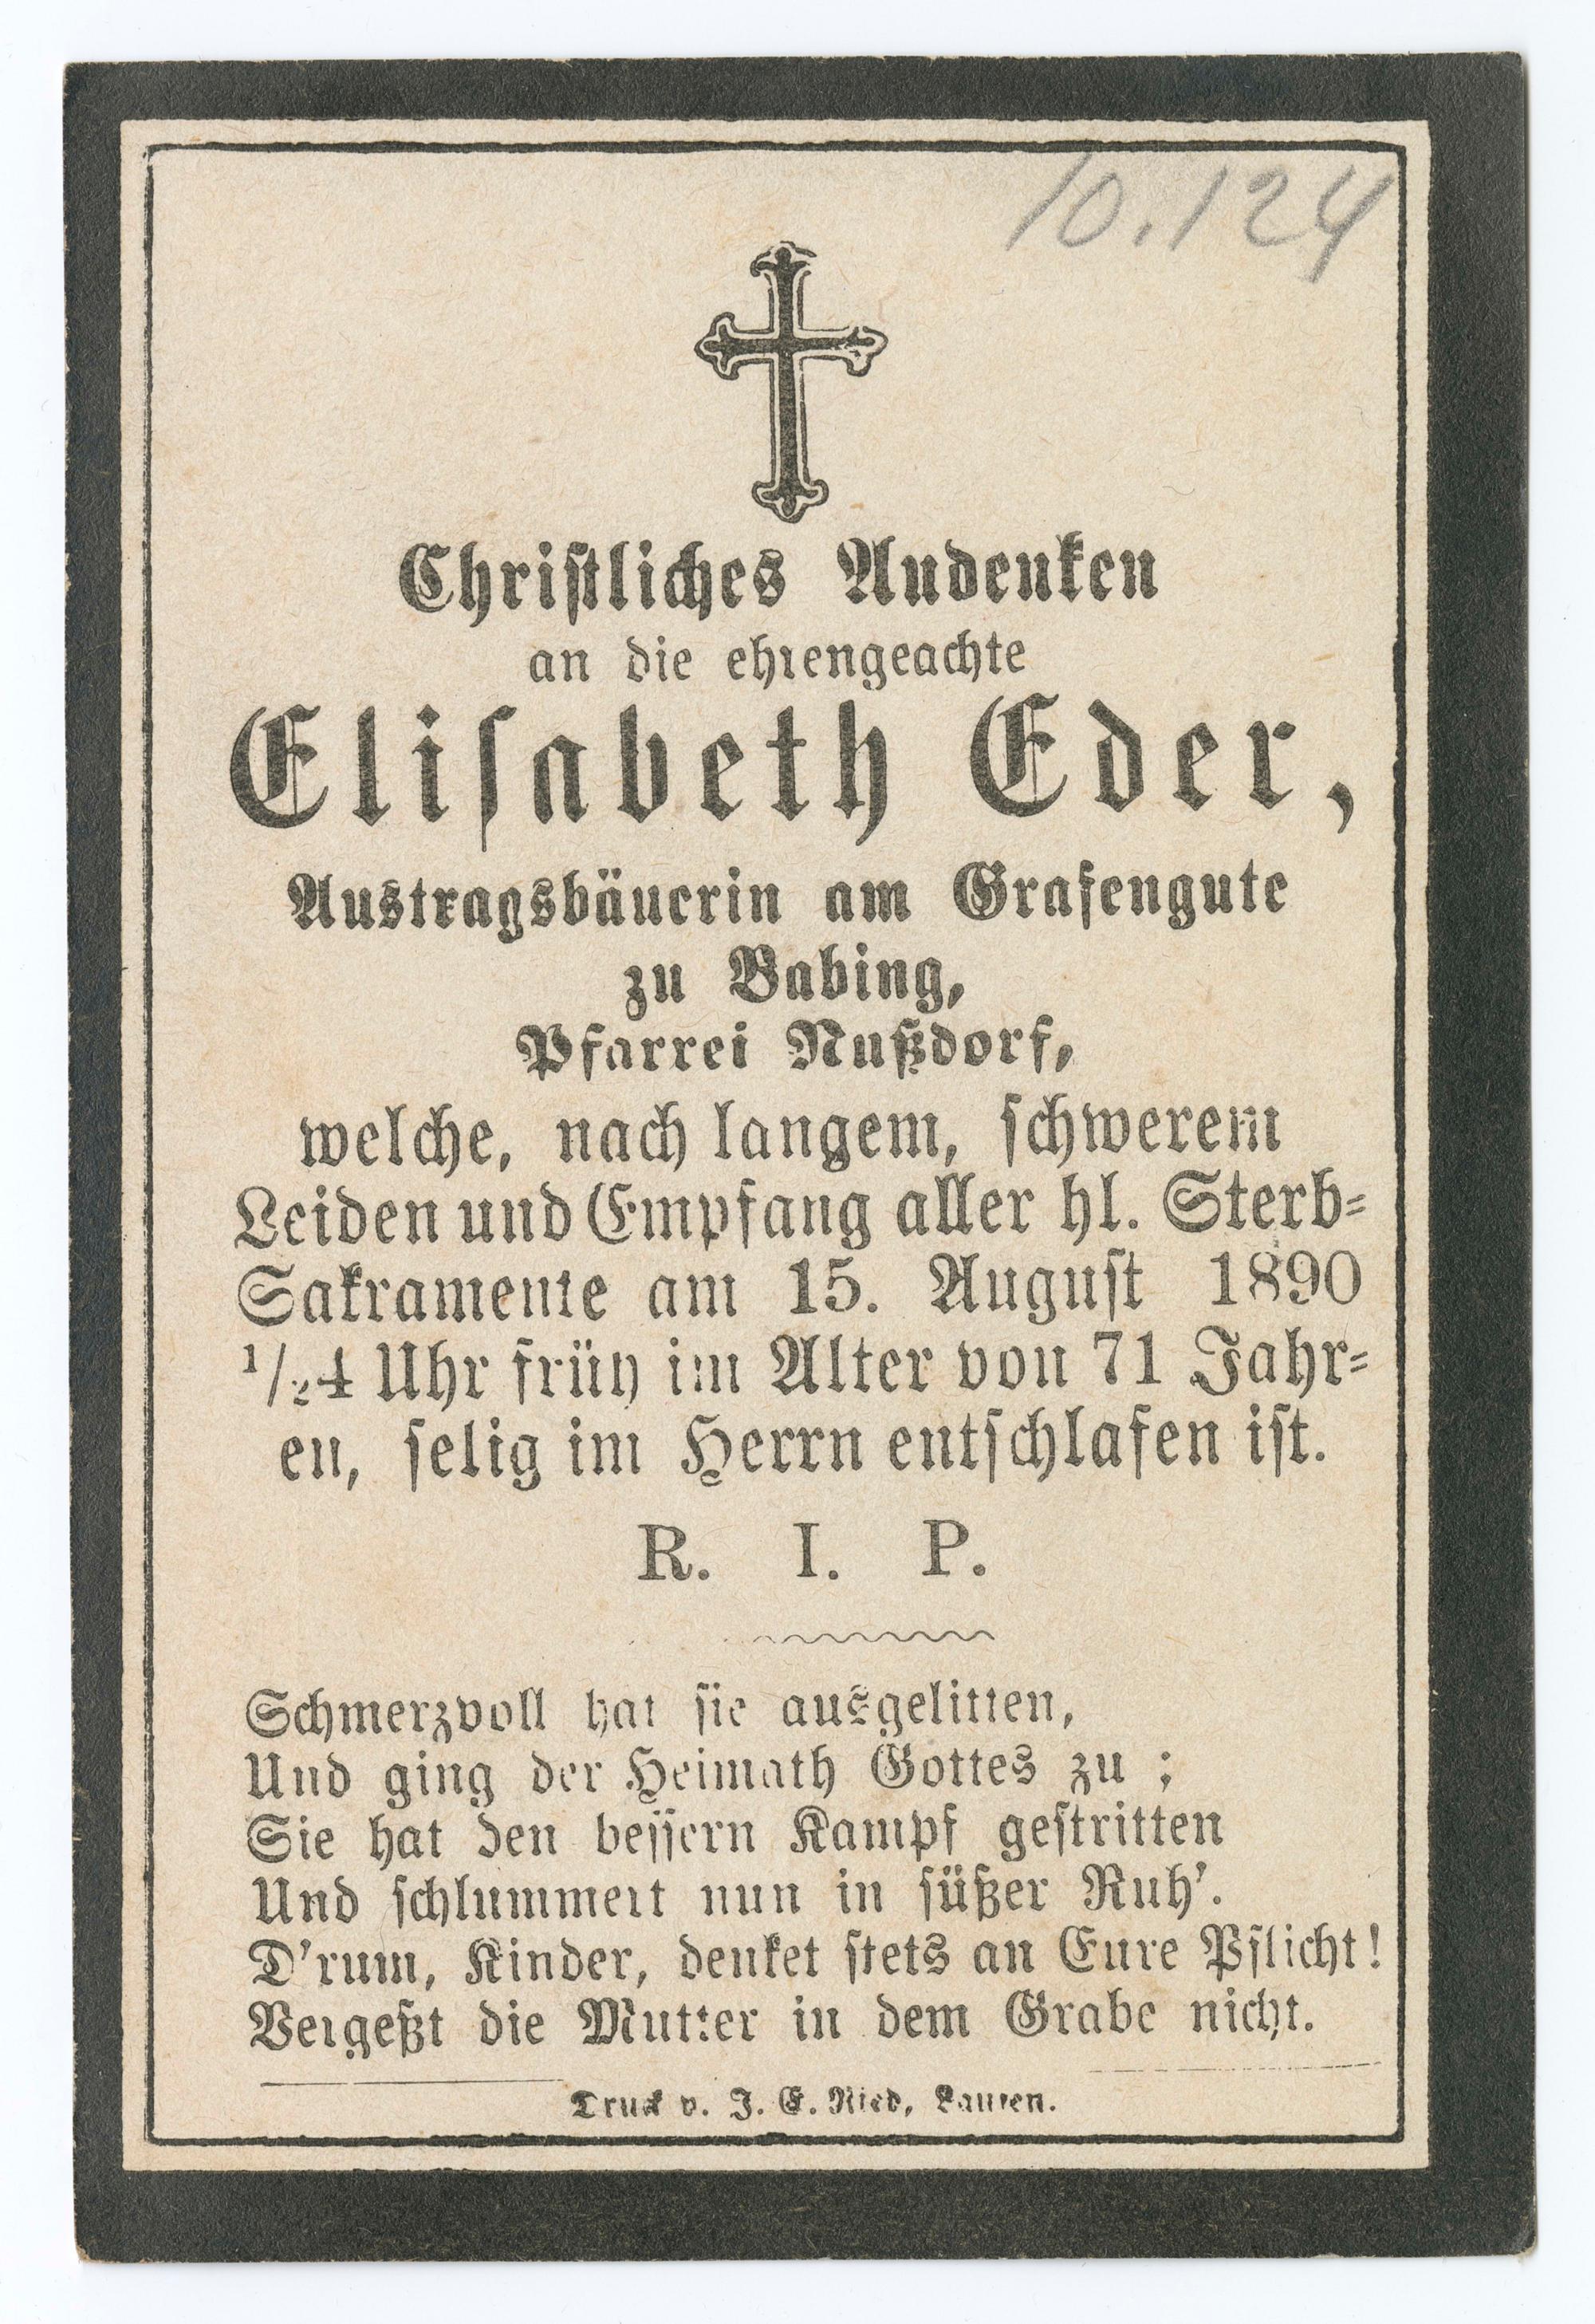 10.124
Christliches Andenken
an die ehrengeachte
Elisabeth Eder,
Austragsbäuerin am Grafengute
zu Babing,
Pfarrei Nußdorf,
welche, nach langem, schwerem
Leiden und Empfang aller hl. Sterb-
Sakramente am 15. August 1890
1/24 Uhr früh im Alter von 71 Jahr-
en, selig im Herrn entschlafen ist.
R. I. P.
Schmerzvoll hat sie ausgelitten,
Und ging der Heimath Gottes zu ;
Sie hat den bessern Kampf gestritten
Und schlummert nun in süßer Ruh'.
D'rum, Kinder, denket stets an Eure Pflicht!
Vergeßt die Mutter in dem Grabe nicht.
Druck v. J. E. Ried, Laufen.